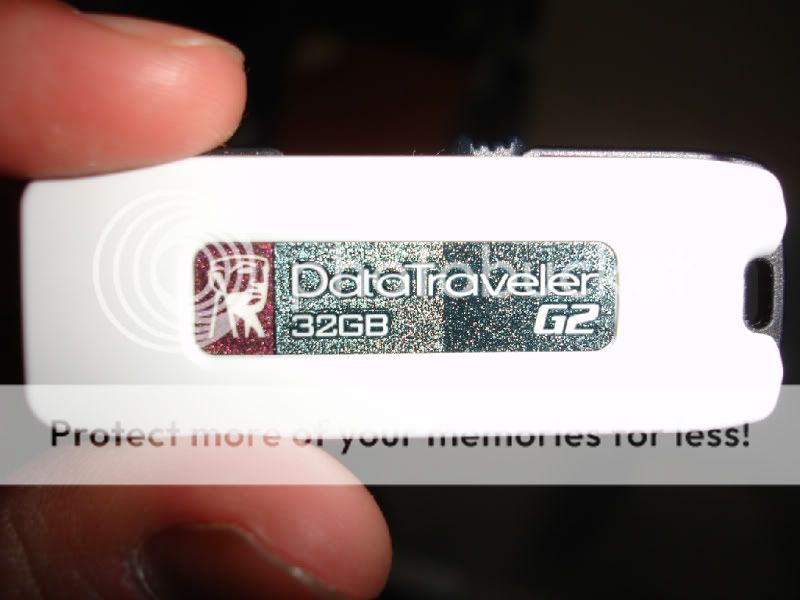 DataTraveler
32GB G2
Protect more of your memories for less!